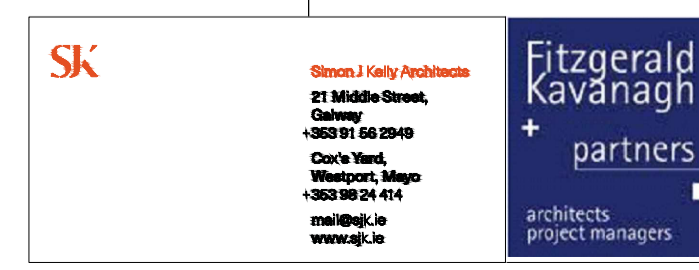 SJK
Simon J Kelly Architects
21 Middle Street,
Galway
+353 91 56 2949
Cox's Yard,
Westport, Mayo
+353 98 24 414
mail@sjk.ie
www.sjk.ie
Fitzgerald
Kavanagh
+
partners
architects
project managers